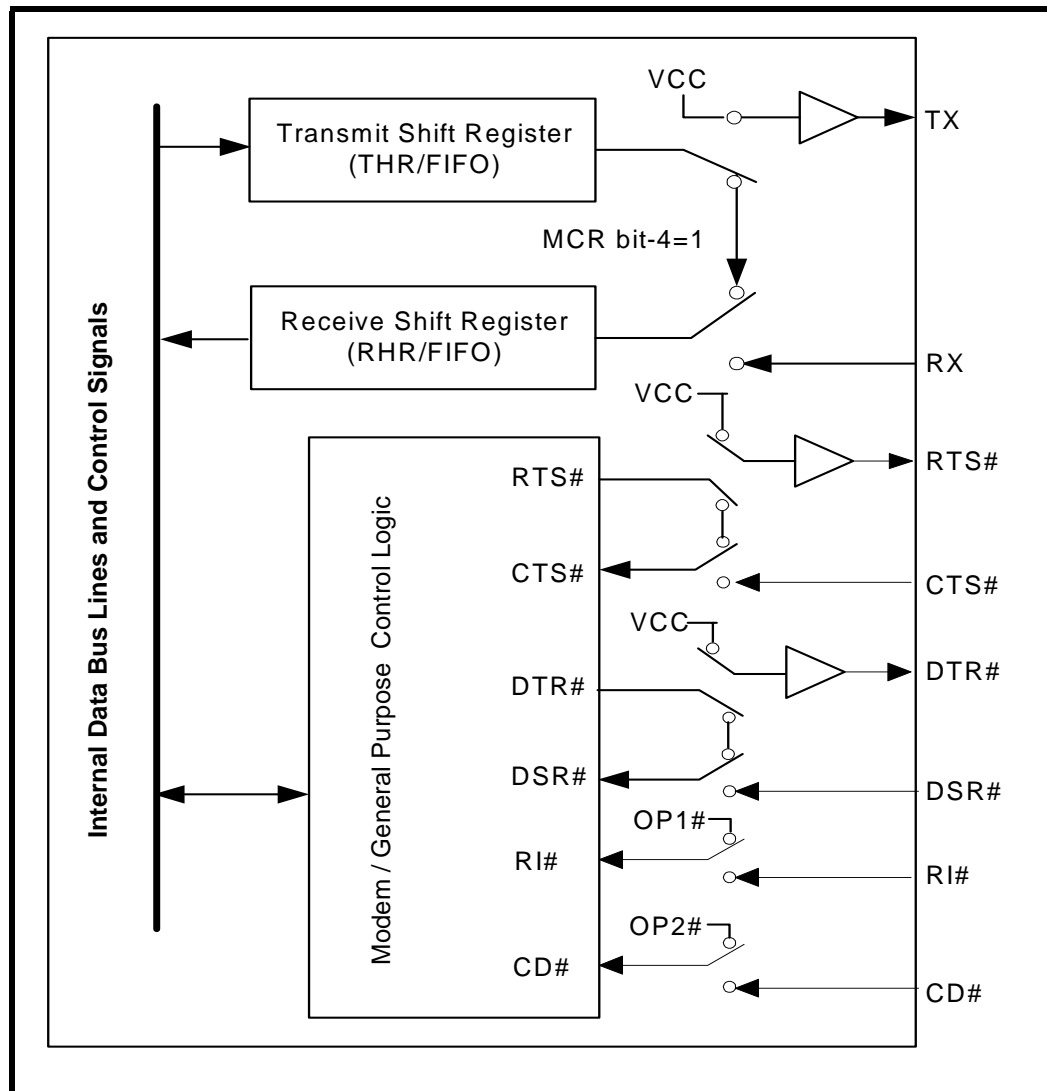 VCC
TX
Transmit Shift Register
(THR/FIFO)
MCR bit-4=1
Receive Shift Register
(RHR/FIFO)
RX
VCC
RTS#
RTS#
CTS#
CTS#
VCC
DTR#
DTR#
DSR#
DSR#
OP1#
RI#
RI#
OP2#
CD#
CD#
Internal Data Bus Lines and Control Signals
Modem / General Purpose Control Logic